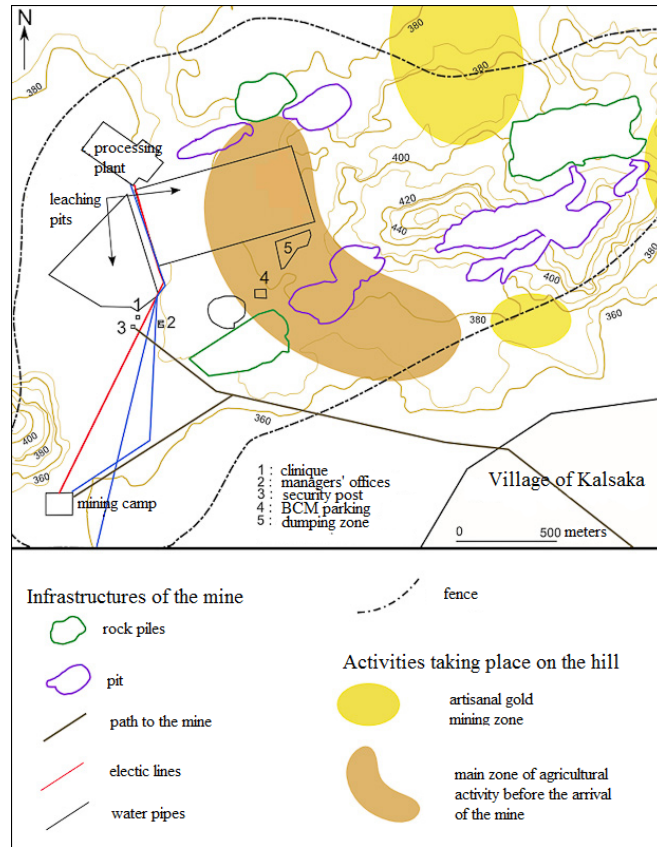 N
380
380
380
processing
plant
leaching
pits
400
420
440
5
4
400
1
3
2
380
360
360
400
380
360
mining camp
1 : clinique
2 : managers' offices
3 : security post
4 : BCM parking
5 : dumping zone
Village of Kalsaka
0 500 meters
Infrastructures of the mine
rock piles
pit
path to the mine
electic lines
water pipes
fence
Activities taking place on the hill
artisanal gold
mining zone
main zone of agricultural
activity before the arrival
of the mine